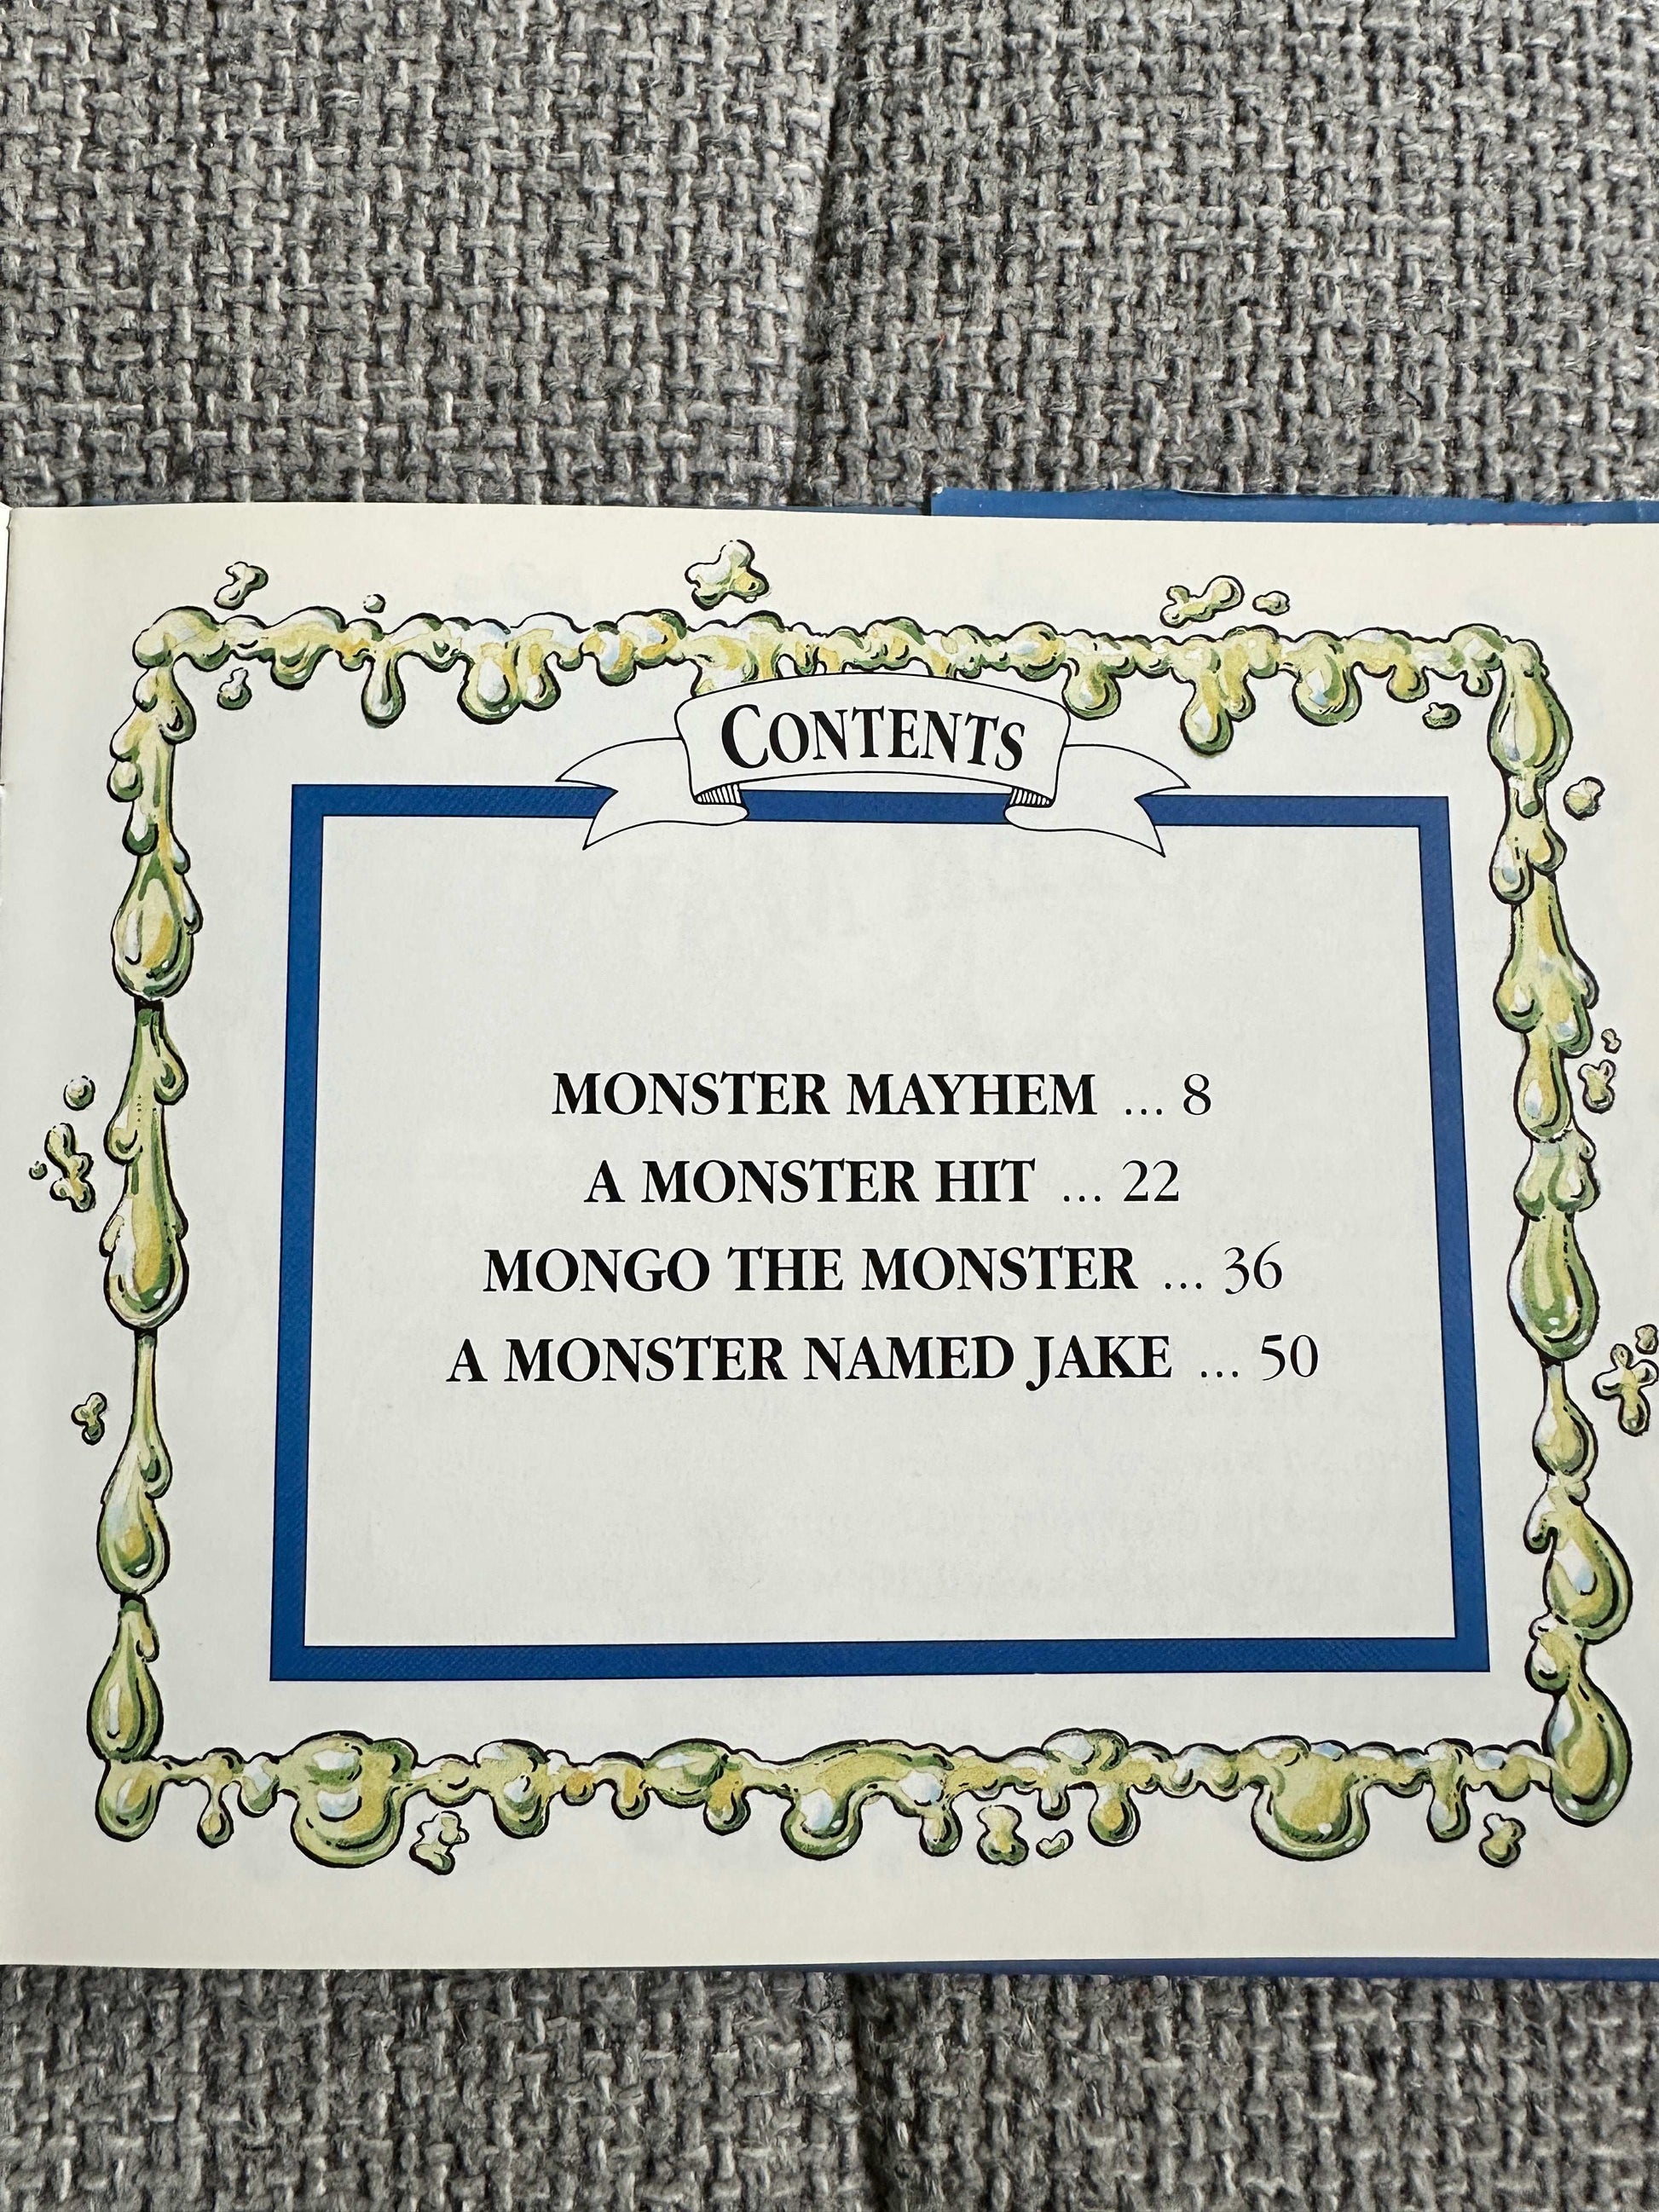 CONTENTS
MONSTER MAYHEM ... 8
A MONSTER HIT ... 22
MONGO THE MONSTER ... 36
A MONSTER NAMED JAKE ... 50